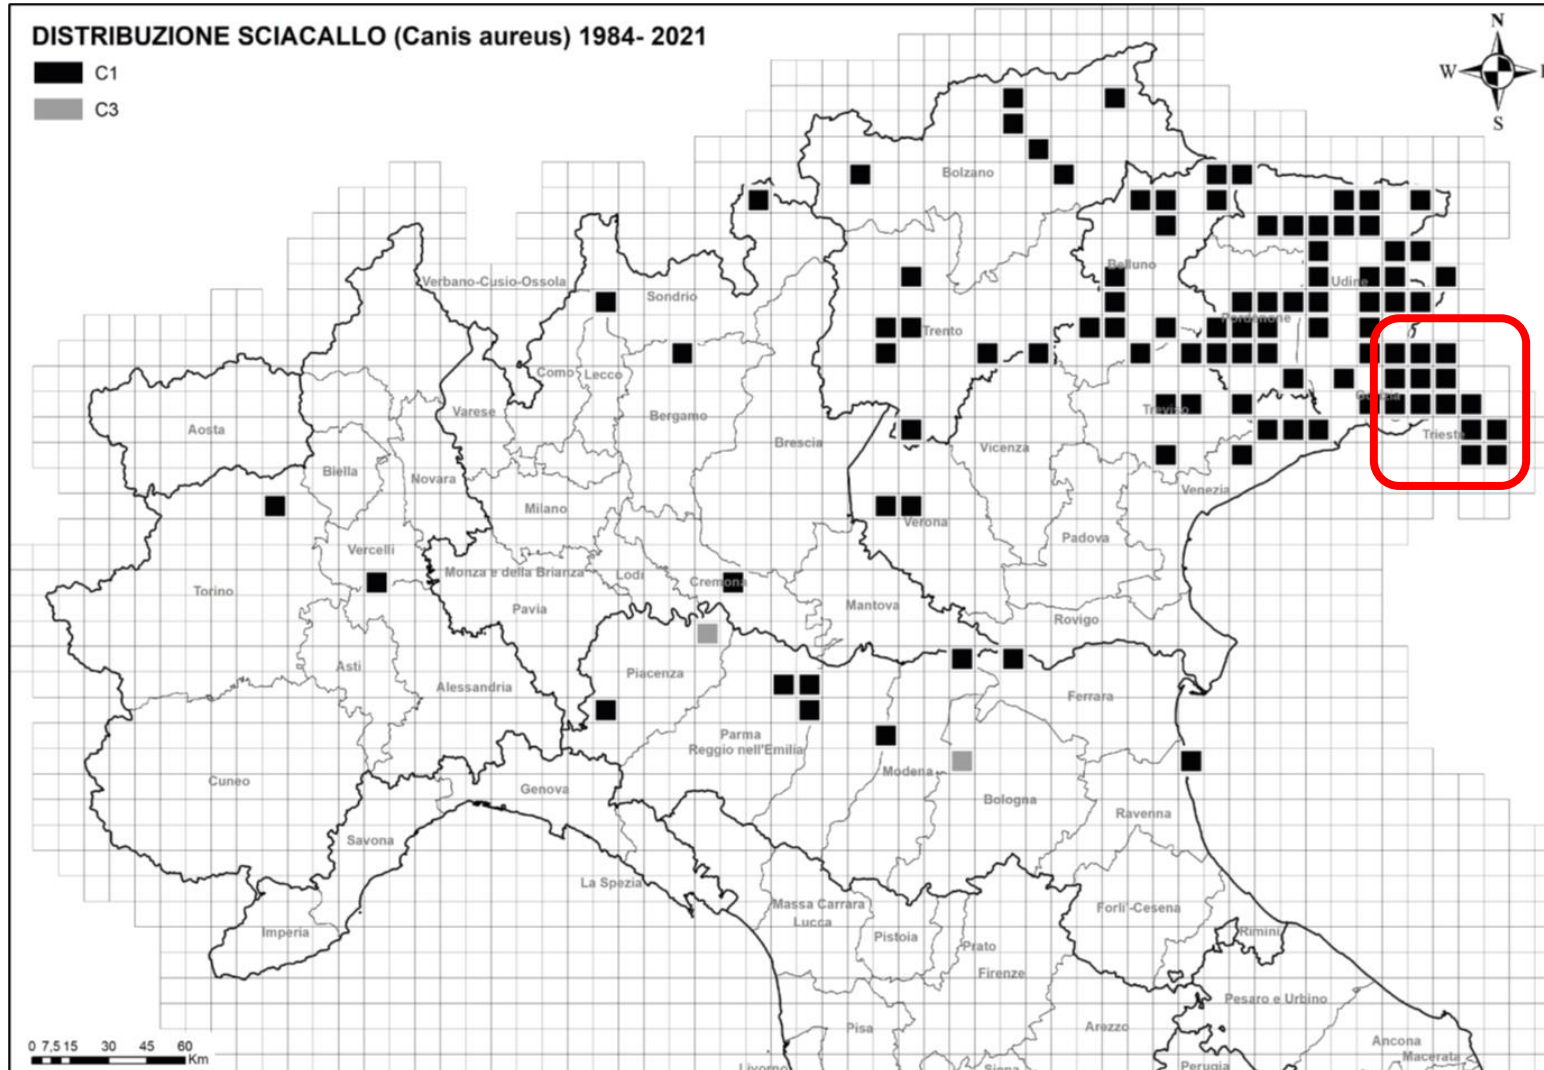 DISTRIBUZIONE SCIACALLO (Canis aureus) 1984- 2021
C1
C3
N
W
S
Bolzano
Verbano-Cusio-Ossola
Sondrio
Belluno
Udine
Trento
Pordenone
Como
Lecco
Varese
Bergamo
Aosta
Treviso
Gorizia
Trieste
Brescia
Vicenza
Biella
Novara
Milano
Venezia
Verona
Padova
Vercelli
Torino
Monza e della Brianza
Lodi
Cremona
Pavia
Mantova
Rovigo
Asti
Piacenza
Alessandria
Ferrara
Parma
Reggio nell'Emilia
Cuneo
Genova
Modena
Bologna
Ravenna
Savona
La Spezia
Massa Carrara
Lucca
Forli'-Cesena
Imperia
Pistoia
Prato
Rimini
Firenze
Pesaro e Urbino
Pisa
Arezzo
Ancona
Macerata
Livorno
Siena
Perugia
0 7,5 15 30 45 60
Km